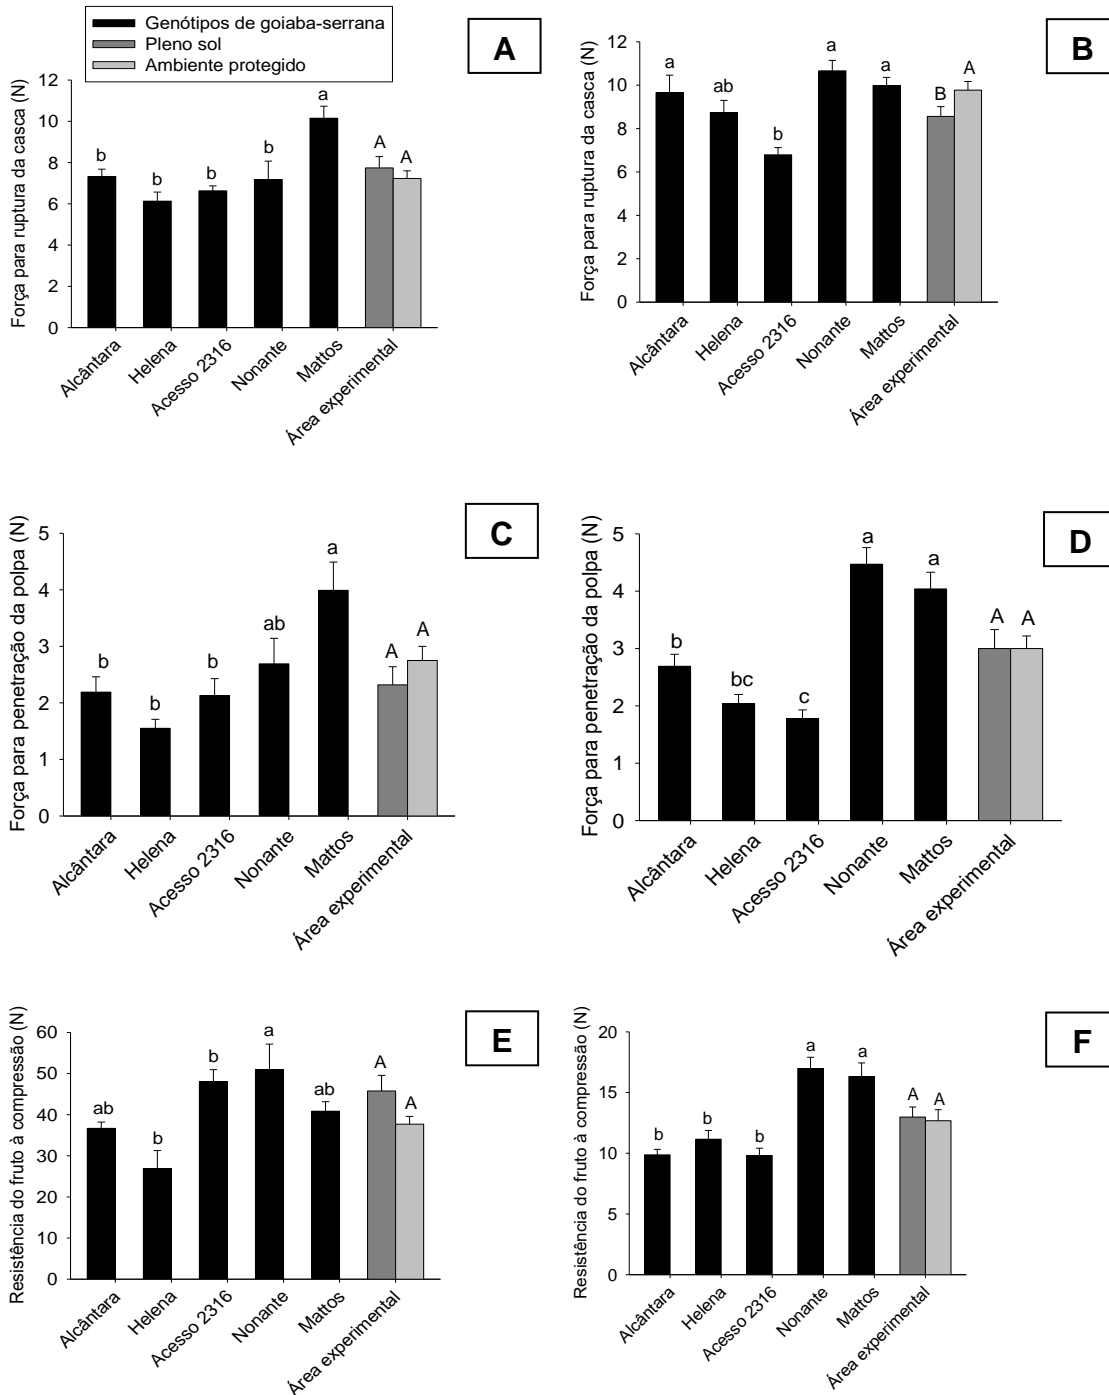 Genótipos de goiaba-serrana
Pleno sol
Ambiente protegido
A
Força para ruptura da casca (N)
12
10
8
6
4
2
0
b
b
b
b
a
A
A
Alcântara
Helena
Acesso 2316
Nonante
Mattos
Área experimental
B
Força para ruptura da casca (N)
12
10
8
6
4
2
0
a
ab
b
a
a
B
A
Alcântara
Helena
Acesso 2316
Nonante
Mattos
Área experimental
C
Força para penetração da polpa (N)
5
4
3
2
1
0
b
b
b
ab
a
A
A
Alcântara
Helena
Acesso 2316
Nonante
Mattos
Área experimental
D
Força para penetração da polpa (N)
5
4
3
2
1
0
b
bc
c
a
a
A
A
Alcântara
Helena
Acesso 2316
Nonante
Mattos
Área experimental
E
Resistência do fruto à compressão (N)
60
50
40
30
20
10
0
ab
b
b
a
ab
A
A
Alcântara
Helena
Acesso 2316
Nonante
Mattos
Área experimental
F
Resistência do fruto à compressão (N)
20
15
10
5
0
b
b
b
a
a
A
A
Alcântara
Helena
Acesso 2316
Nonante
Mattos
Área experimental